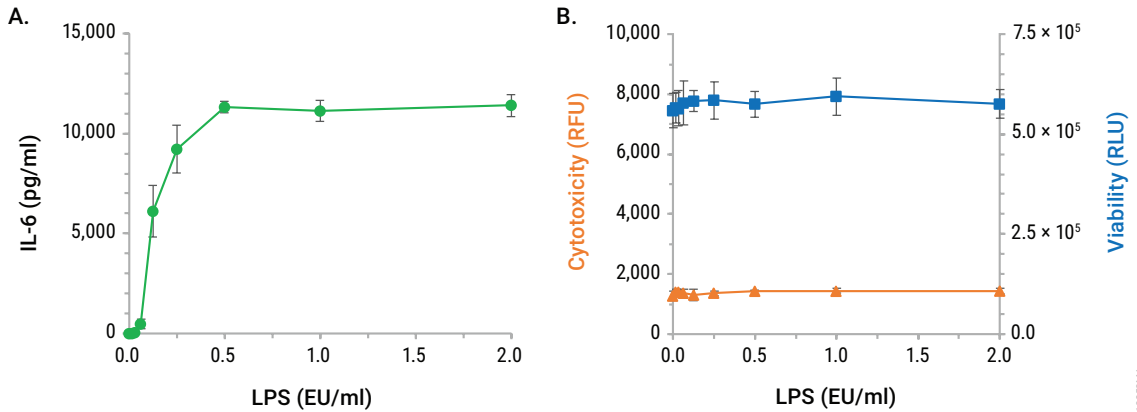 A.
15,000
10,000
5,000
0
IL-6 (pg/ml)
0.0 0.5 1.0 1.5 2.0
LPS (EU/ml)
B.
10,000
8,000
6,000
4,000
2,000
0
Cytotoxicity (RFU)
7.5 × 10⁵
5.0 × 10⁵
2.5 × 10⁵
0.0
Viability (RLU)
0.0 0.5 1.0 1.5 2.0
LPS (EU/ml)